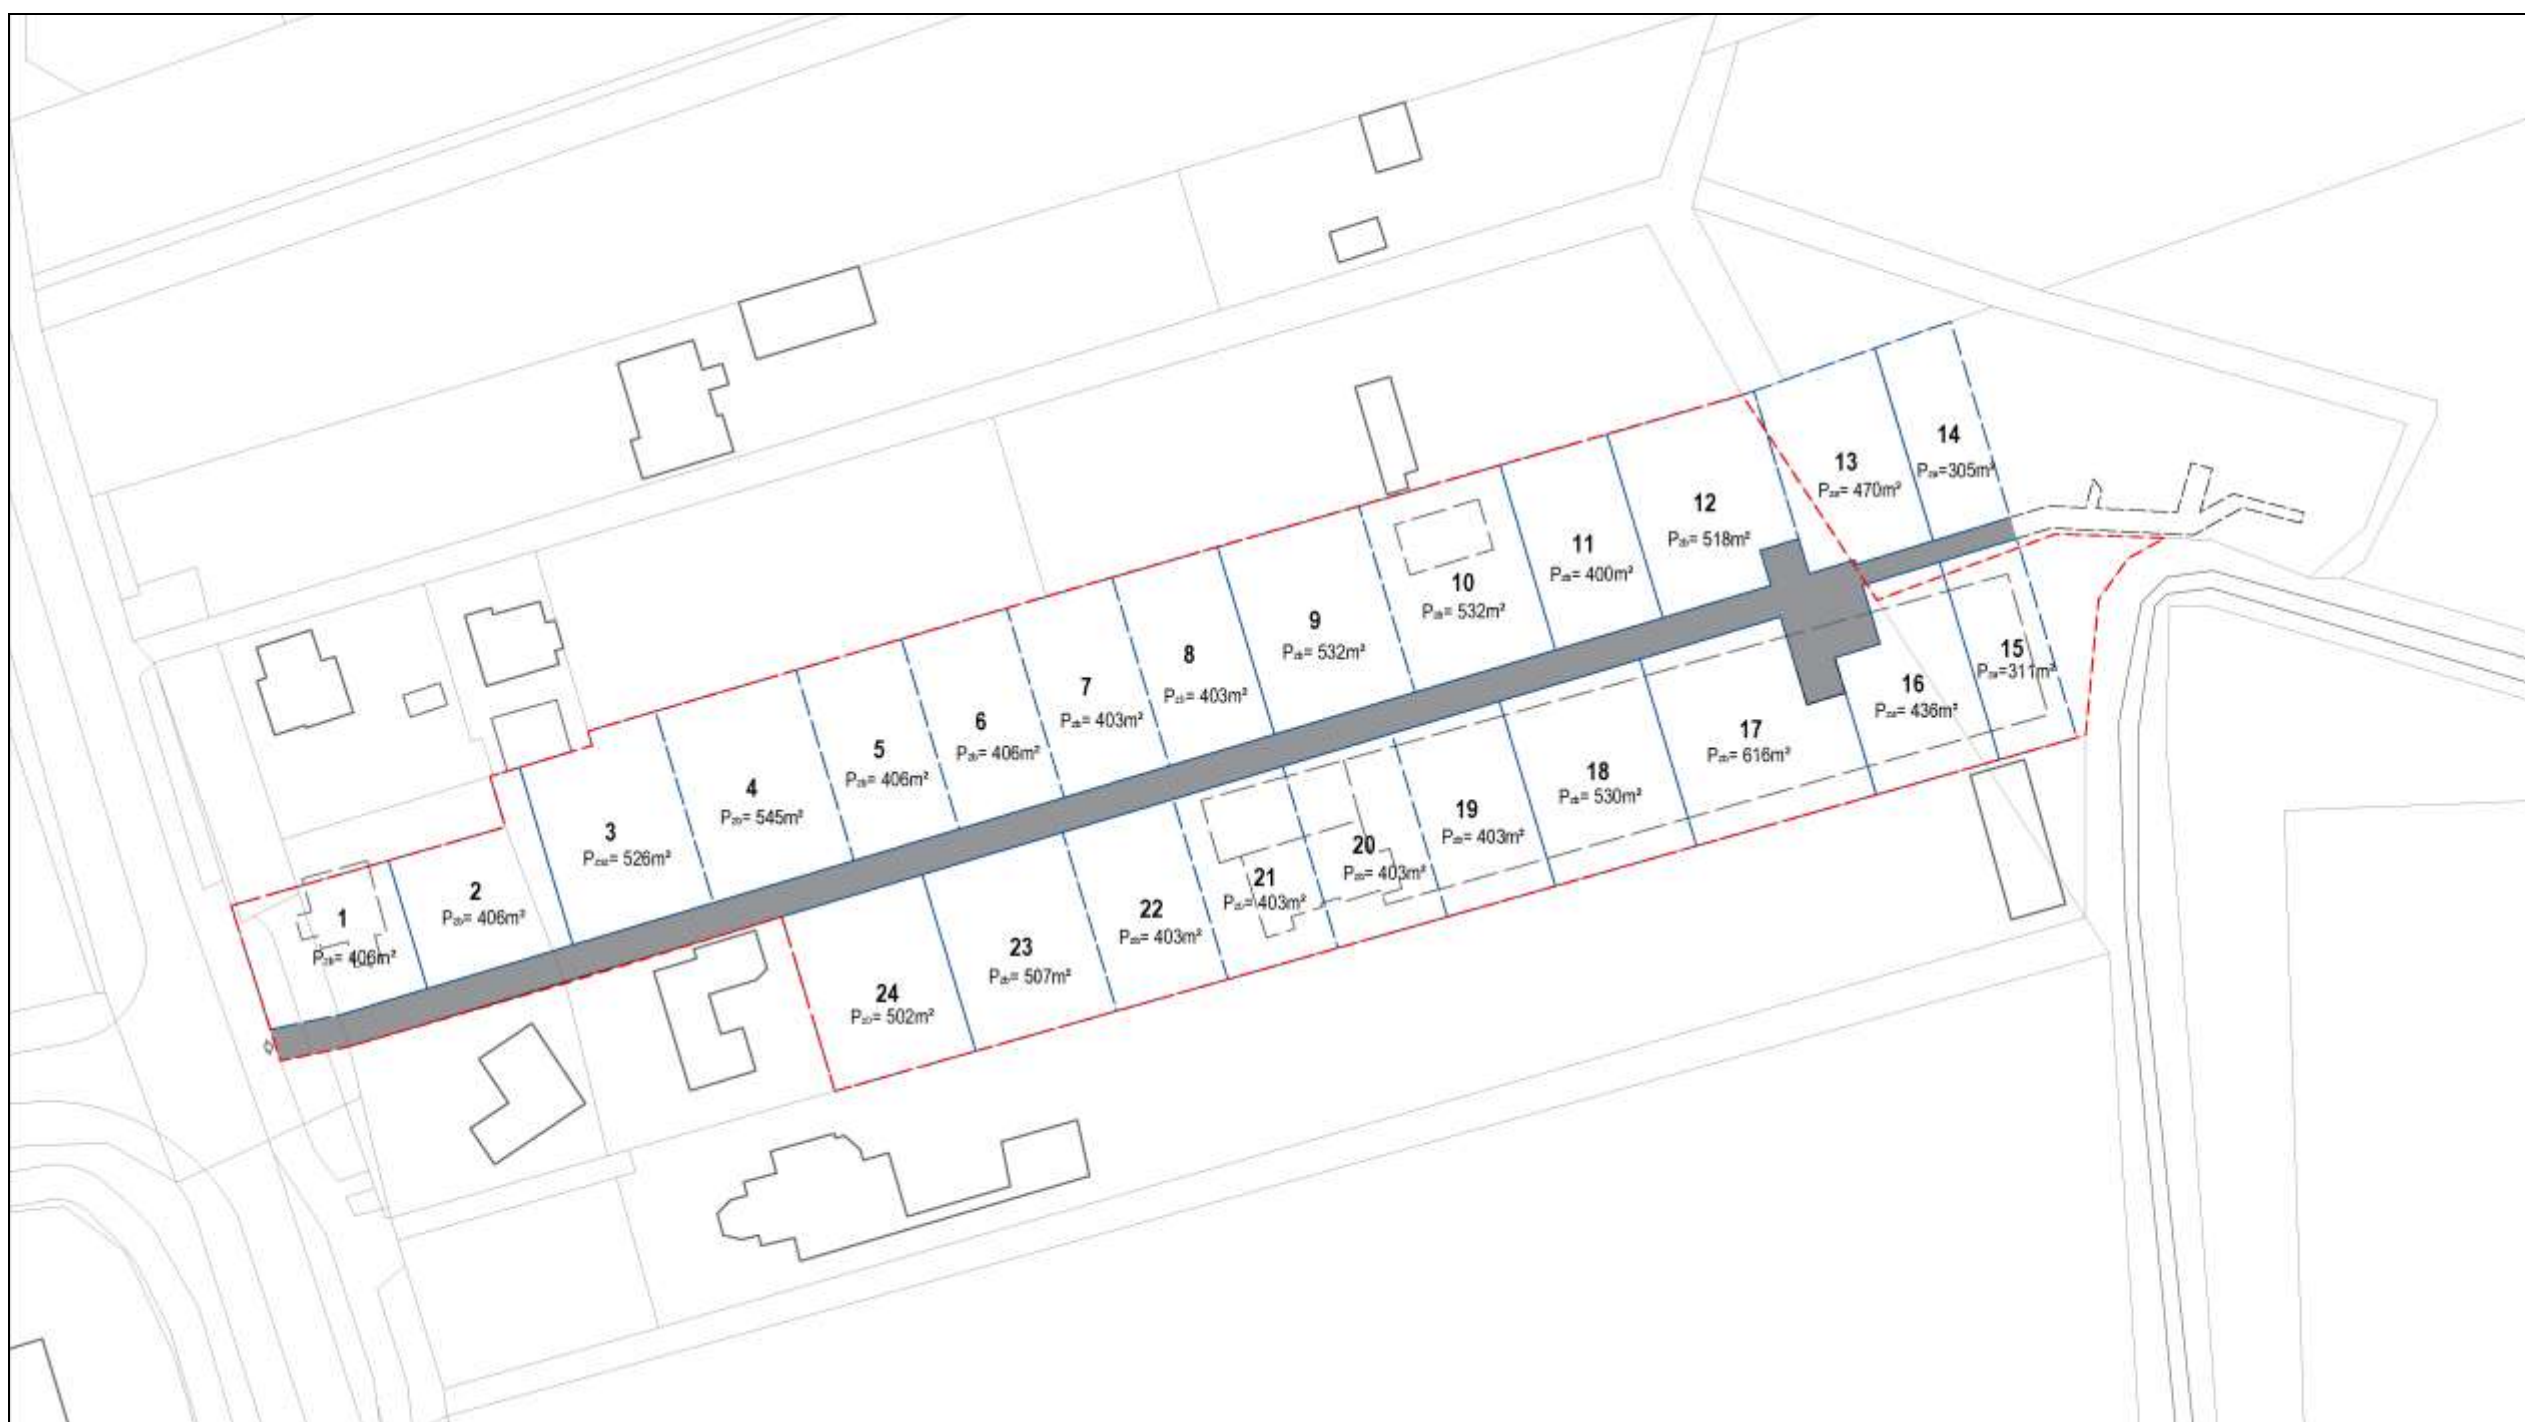 1
P = 406m²
2
P = 406m²
3
P = 526m²
4
P = 545m²
5
P = 406m²
6
P = 406m²
7
P = 403m²
8
P = 403m²
9
P = 532m²
10
P = 532m²
11
P = 400m²
12
P = 518m²
13
P = 470m²
14
P =305m²
15
P =311m²
16
P = 436m²
17
P = 616m²
18
P = 530m²
19
P = 403m²
20
P = 403m²
21
P = 403m²
22
P = 403m²
23
P = 507m²
24
P = 502m²